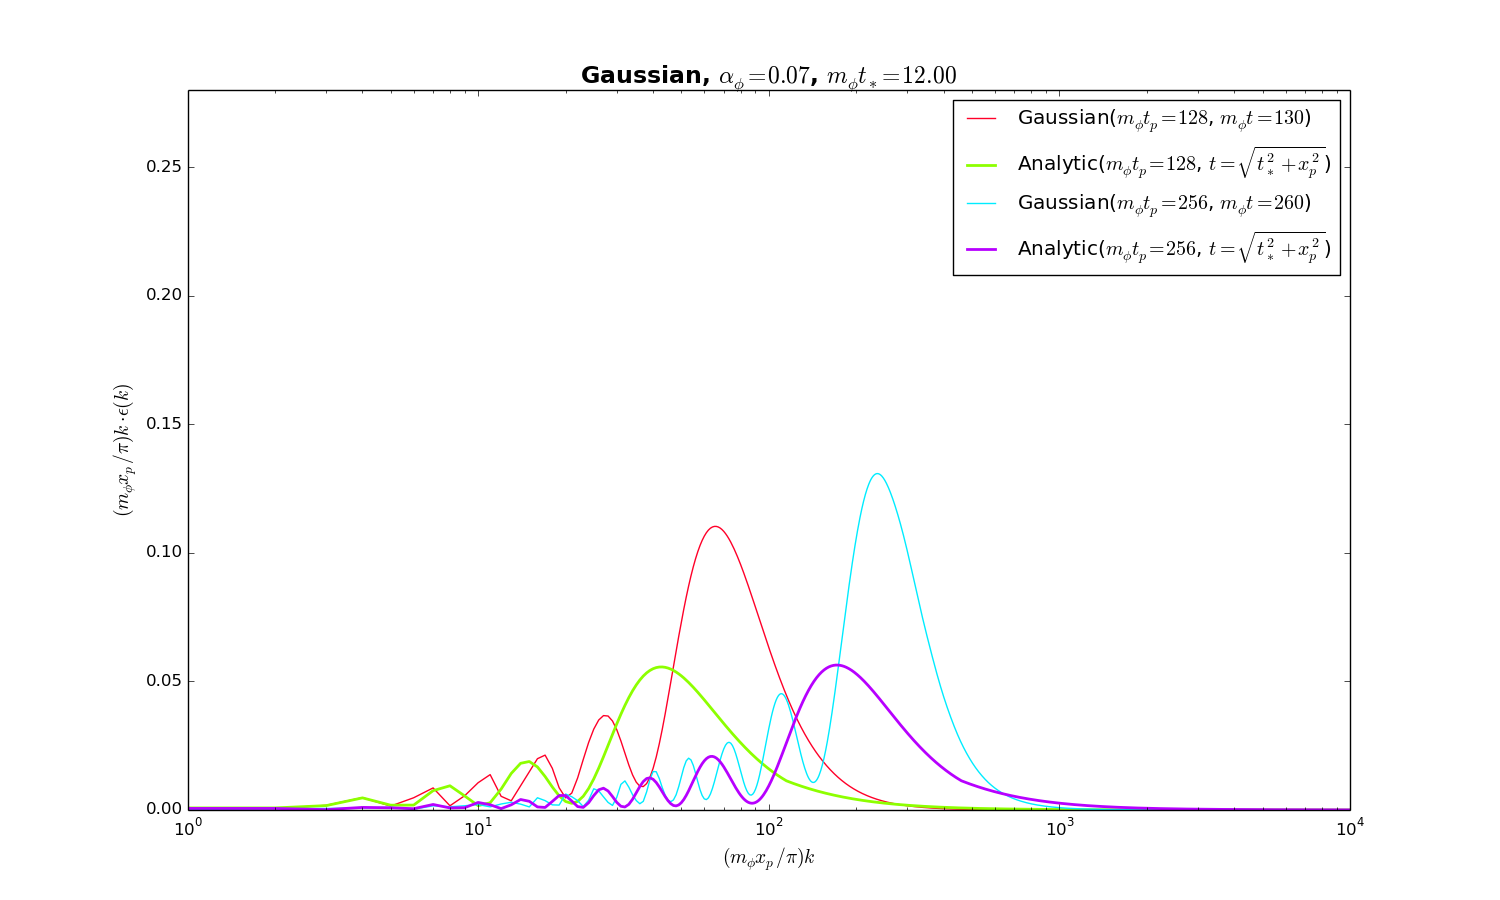 Gaussian, α_ϕ=0.07, m_ϕt_*=12.00
Gaussian(m_ϕt_p=128, m_ϕt=130)
Analytic(m_ϕt_p=128, t=√(t_*^2+x_p^2))
Gaussian(m_ϕt_p=256, m_ϕt=260)
Analytic(m_ϕt_p=256, t=√(t_*^2+x_p^2))
0.25
0.20
0.15
0.10
0.05
0.00
(m_ϕx_p/π)k·ϵ(k)
10^0 10^1 10^2 10^3 10^4
(m_ϕx_p/π)k